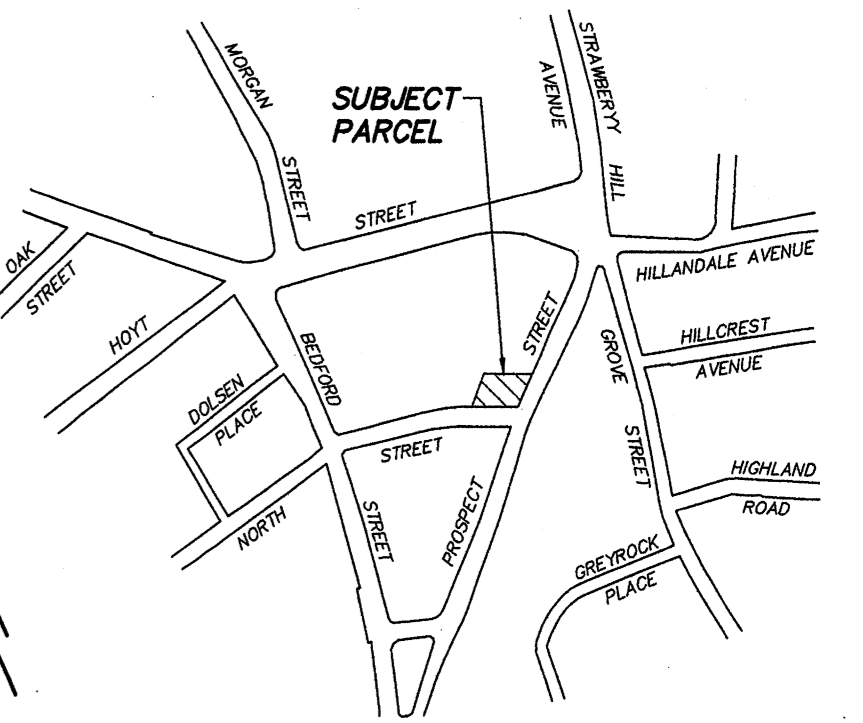 MORGAN
STREET
SUBJECT
PARCEL
AVENUE
STRAWBERYY
HILL
STREET
OAK
STREET
HOYT
HILLANDALE AVENUE
STREET
BEDFORD
GROVE
STREET
HILLCREST
AVENUE
DOLSEN
PLACE
STREET
NORTH
STREET
PROSPECT
HIGHLAND
ROAD
GREYROCK
PLACE